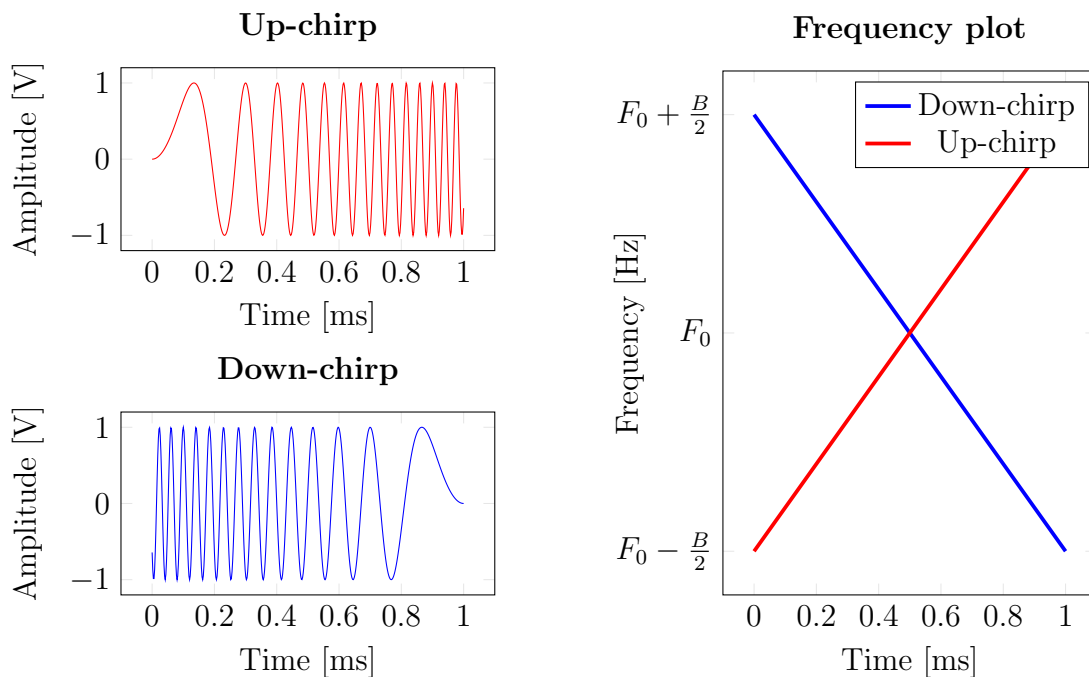 Up-chirp
Amplitude [V]
1
0
−1
0 0.2 0.4 0.6 0.8 1
Time [ms]
Down-chirp
Amplitude [V]
1
0
−1
0 0.2 0.4 0.6 0.8 1
Time [ms]
Frequency plot
Frequency [Hz]
F₀ + B/2
F₀
F₀ − B/2
Down-chirp
Up-chirp
0 0.2 0.4 0.6 0.8 1
Time [ms]